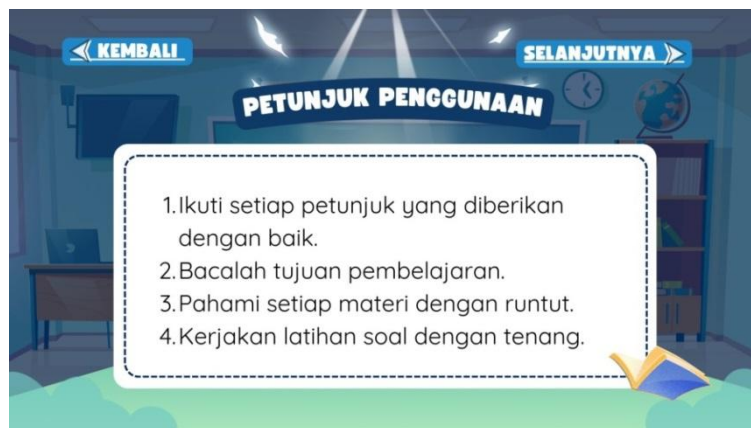 KEMBALI
SELANJUTNYA
PETUNJUK PENGGUNAAN
1.Ikuti setiap petunjuk yang diberikan
dengan baik.
2.Bacalah tujuan pembelajaran.
3.Pahami setiap materi dengan runtut.
4.Kerjakan latihan soal dengan tenang.